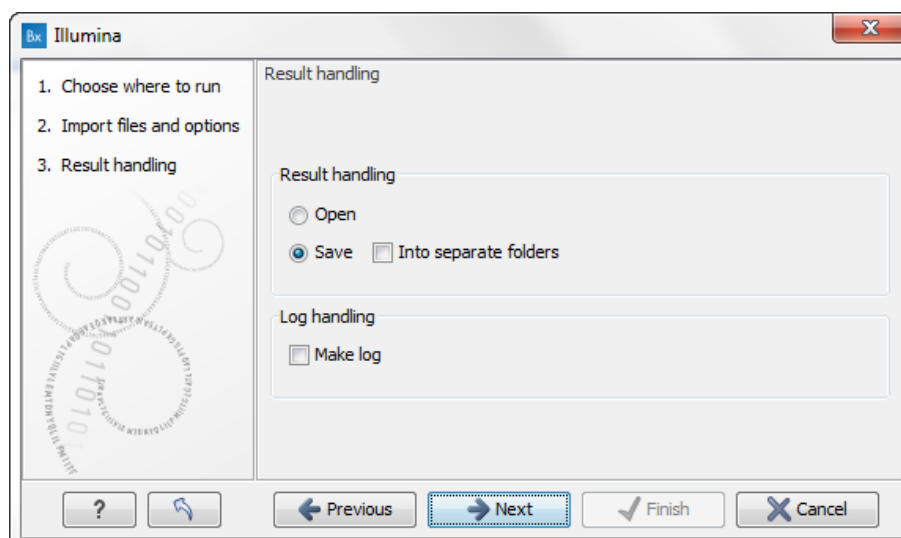 Bx Illumina
1. Choose where to run
2. Import files and options
3. Result handling
Result handling
Result handling
Open
Save Into separate folders
Log handling
Make log
? Previous Next Finish Cancel